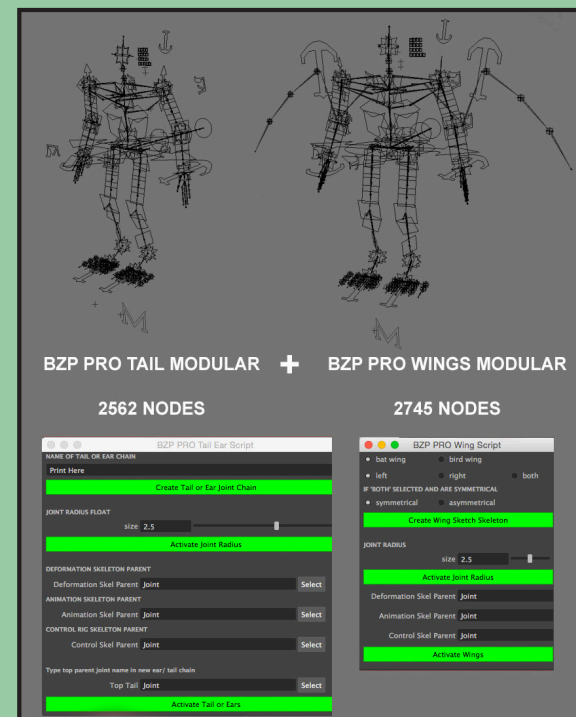 BZP PRO TAIL MODULAR + BZP PRO WINGS MODULAR
2562 NODES
2745 NODES
BZP PRO Tail Ear Script
NAME OF TAIL OR EAR CHAIN
Print Here
Create Tail or Ear Joint Chain
JOINT RADIUS FLOAT
size 2.5
Activate Joint Radius
DEFORMATION SKELETON PARENT
Deformation Skel Parent Joint Select
ANIMATION SKELETON PARENT
Animation Skel Parent Joint Select
CONTROL RIG SKELETON PARENT
Control Skel Parent Joint Select
Type top parent joint name in new ear/ tail chain
Top Tail Joint Select
Activate Tail or Ears
BZP PRO Wing Script
bat wing bird wing
left right both
IF 'BOTH' SELECTED AND ARE SYMMETRICAL
symmetrical asymmetrical
Create Wing Sketch Skeleton
JOINT RADIUS
size 2.5
Activate Joint Radius
Deformation Skel Parent Joint
Animation Skel Parent Joint
Control Skel Parent Joint
Activate Wings